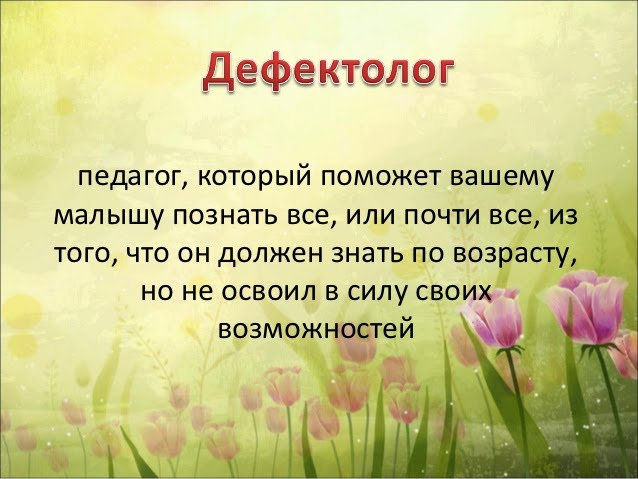 Дефектолог
педагог, который поможет вашему
малышу познать все, или почти все, из
того, что он должен знать по возрасту,
но не освоил в силу своих
возможностей